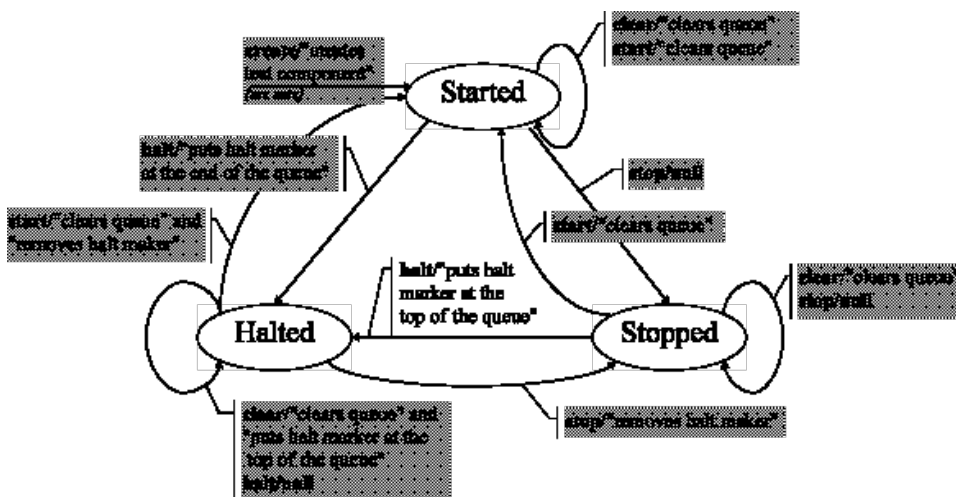 clear/"clears queue"
start/"clears queue"
create/"creates
test component"
Started
halt/"puts halt marker
at the end of the queue"
stop/null
start/"clears queue" and
"removes halt maker"
start/"clears queue"
halt/"puts halt
marker at the
top of the queue"
clear/"clears queue"
stop/null
Halted
Stopped
clear/"clears queue" and
"puts halt marker at the
top of the queue"
halt/null
stop/"removes halt maker"